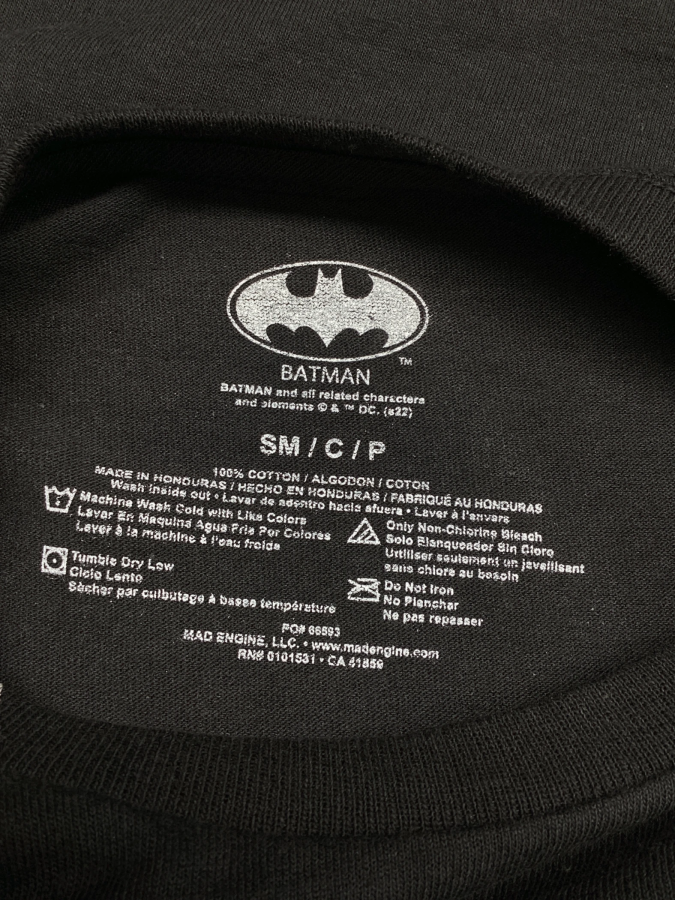 TM
BATMAN
BATMAN and all related characters
and elements © & ™ DC. (s22)
SM / C / P
100% COTTON / ALGODON / COTON
MADE IN HONDURAS / HECHO EN HONDURAS / FABRIQUÉ AU HONDURAS
Wash inside out • Lavar de adentro hacia afuera • Laver à l'envers
Machine Wash Cold with Like Colors
Lavar En Maquina Agua Fria Por Colores
Laver à la machine à l'eau froide
Only Non-Chlorine Bleach
Solo Blanqueador Sin Cloro
Utiliser seulement un javellisant
sans chlore au besoin
Tumble Dry Low
Ciclo Lento
Sècher par culbutage à basse température
Do Not Iron
No Planchar
Ne pas repasser
PO# 66593
MAD ENGINE, LLC. • www.madengine.com
RN# 0101531 • CA 41859